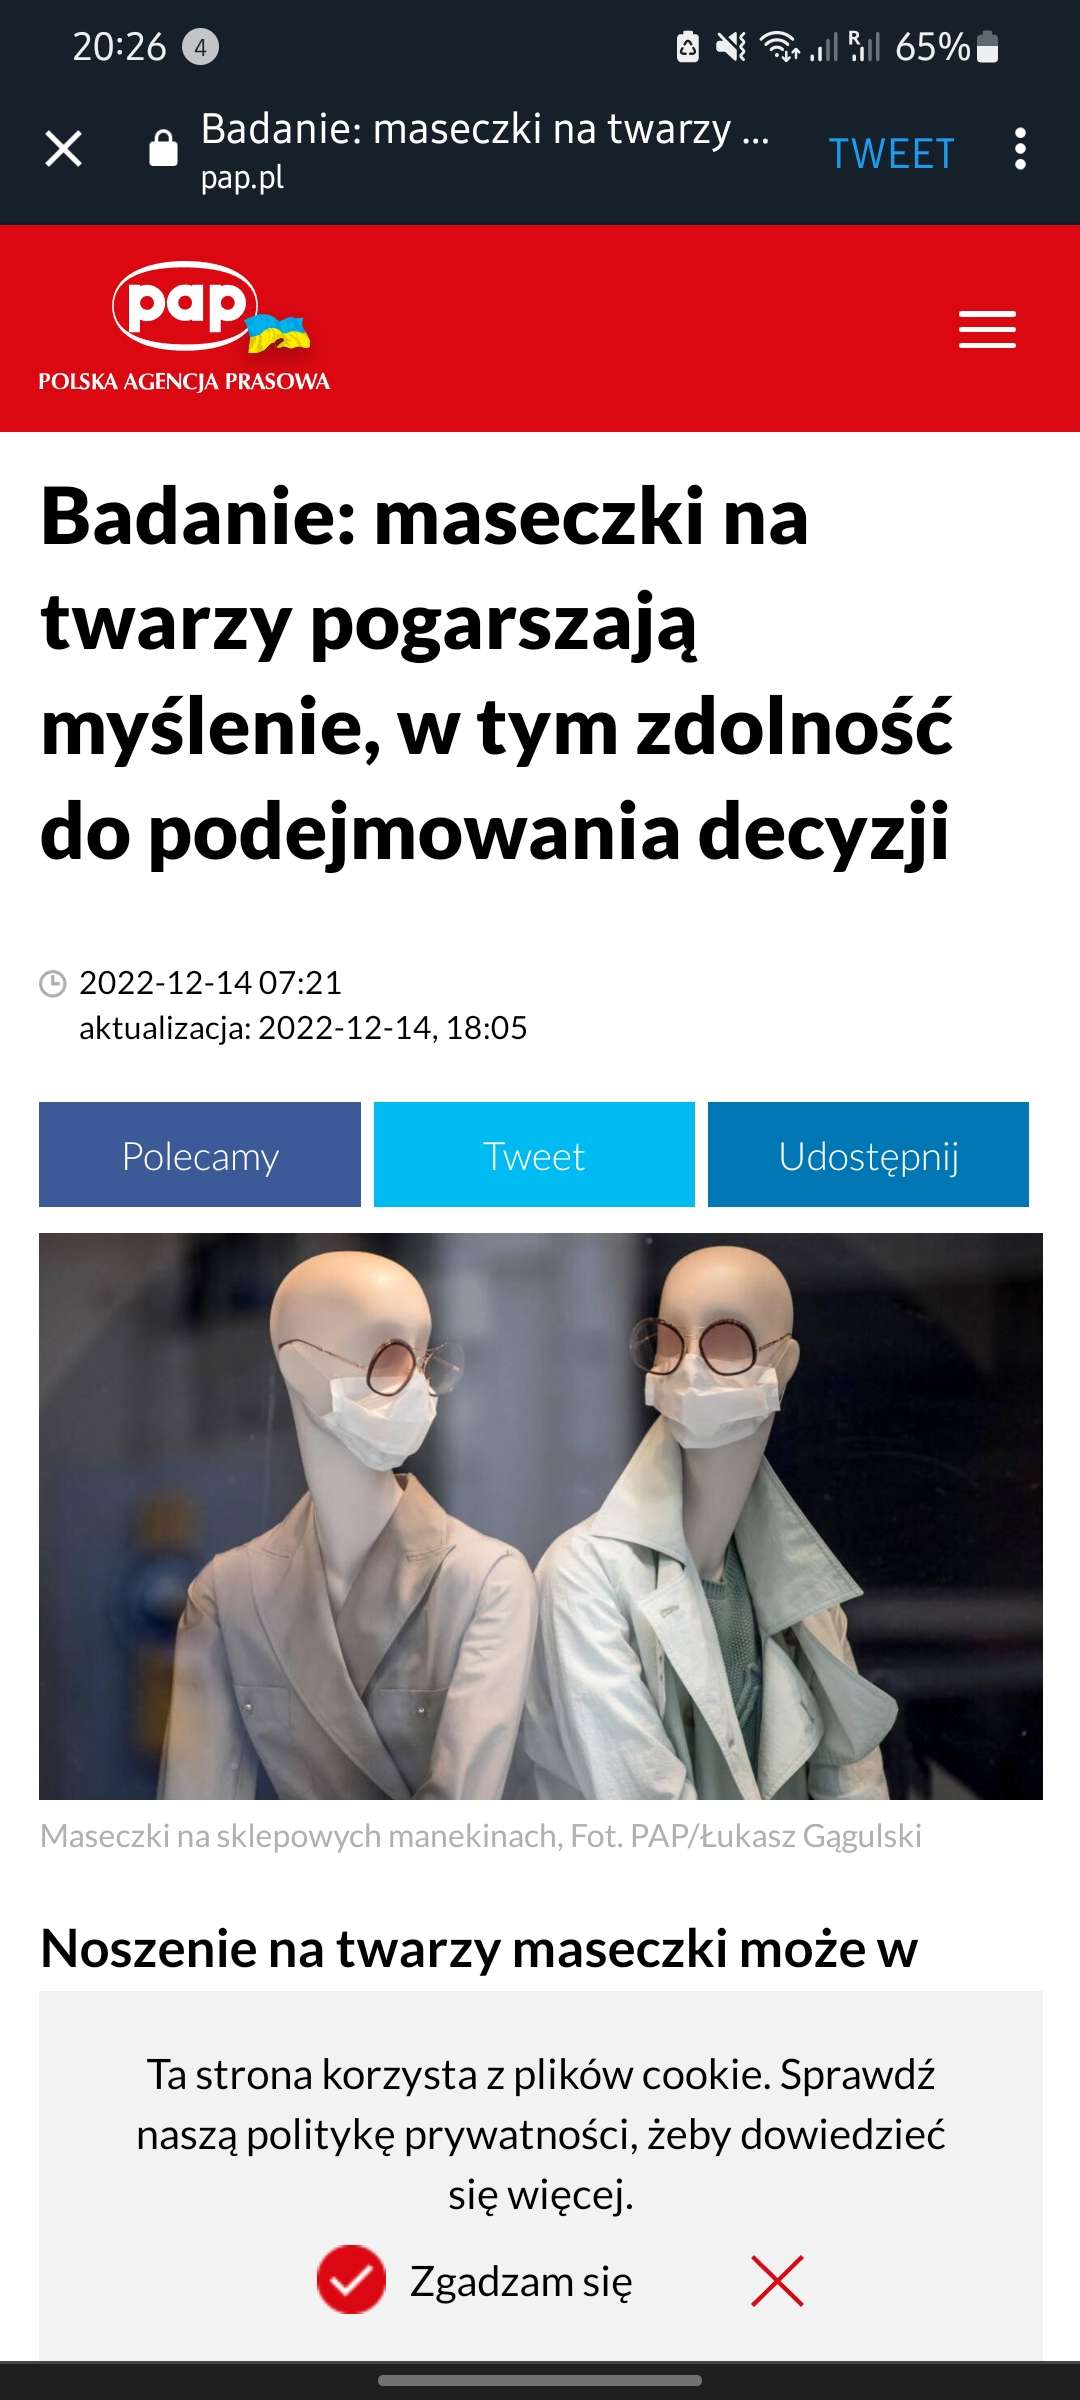 20:26 4 R 65%
Badanie: maseczki na twarzy ...
pap.pl
TWEET
pap
POLSKA AGENCJA PRASOWA
Badanie: maseczki na
twarzy pogarszają
myślenie, w tym zdolność
do podejmowania decyzji
2022-12-14 07:21
aktualizacja: 2022-12-14, 18:05
Polecamy
Tweet
Udostępnij
Maseczki na sklepowych manekinach, Fot. PAP/Łukasz Gągulski
Noszenie na twarzy maseczki może w
Ta strona korzysta z plików cookie. Sprawdź
naszą politykę prywatności, żeby dowiedzieć
się więcej.
Zgadzam się